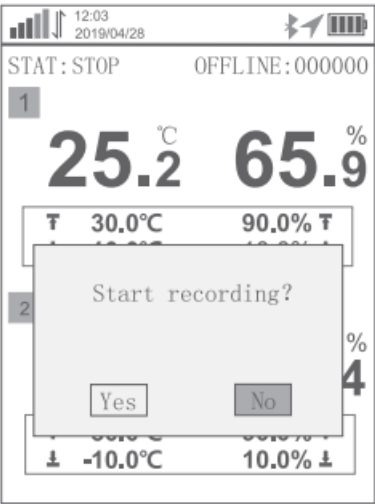 12:03
2019/04/28
STAT:STOP OFFLINE:000000
1
25.2 ℃ 65.9 %
30.0℃ 90.0%
Start recording?
2
%
4
Yes No
-10.0℃ 10.0%